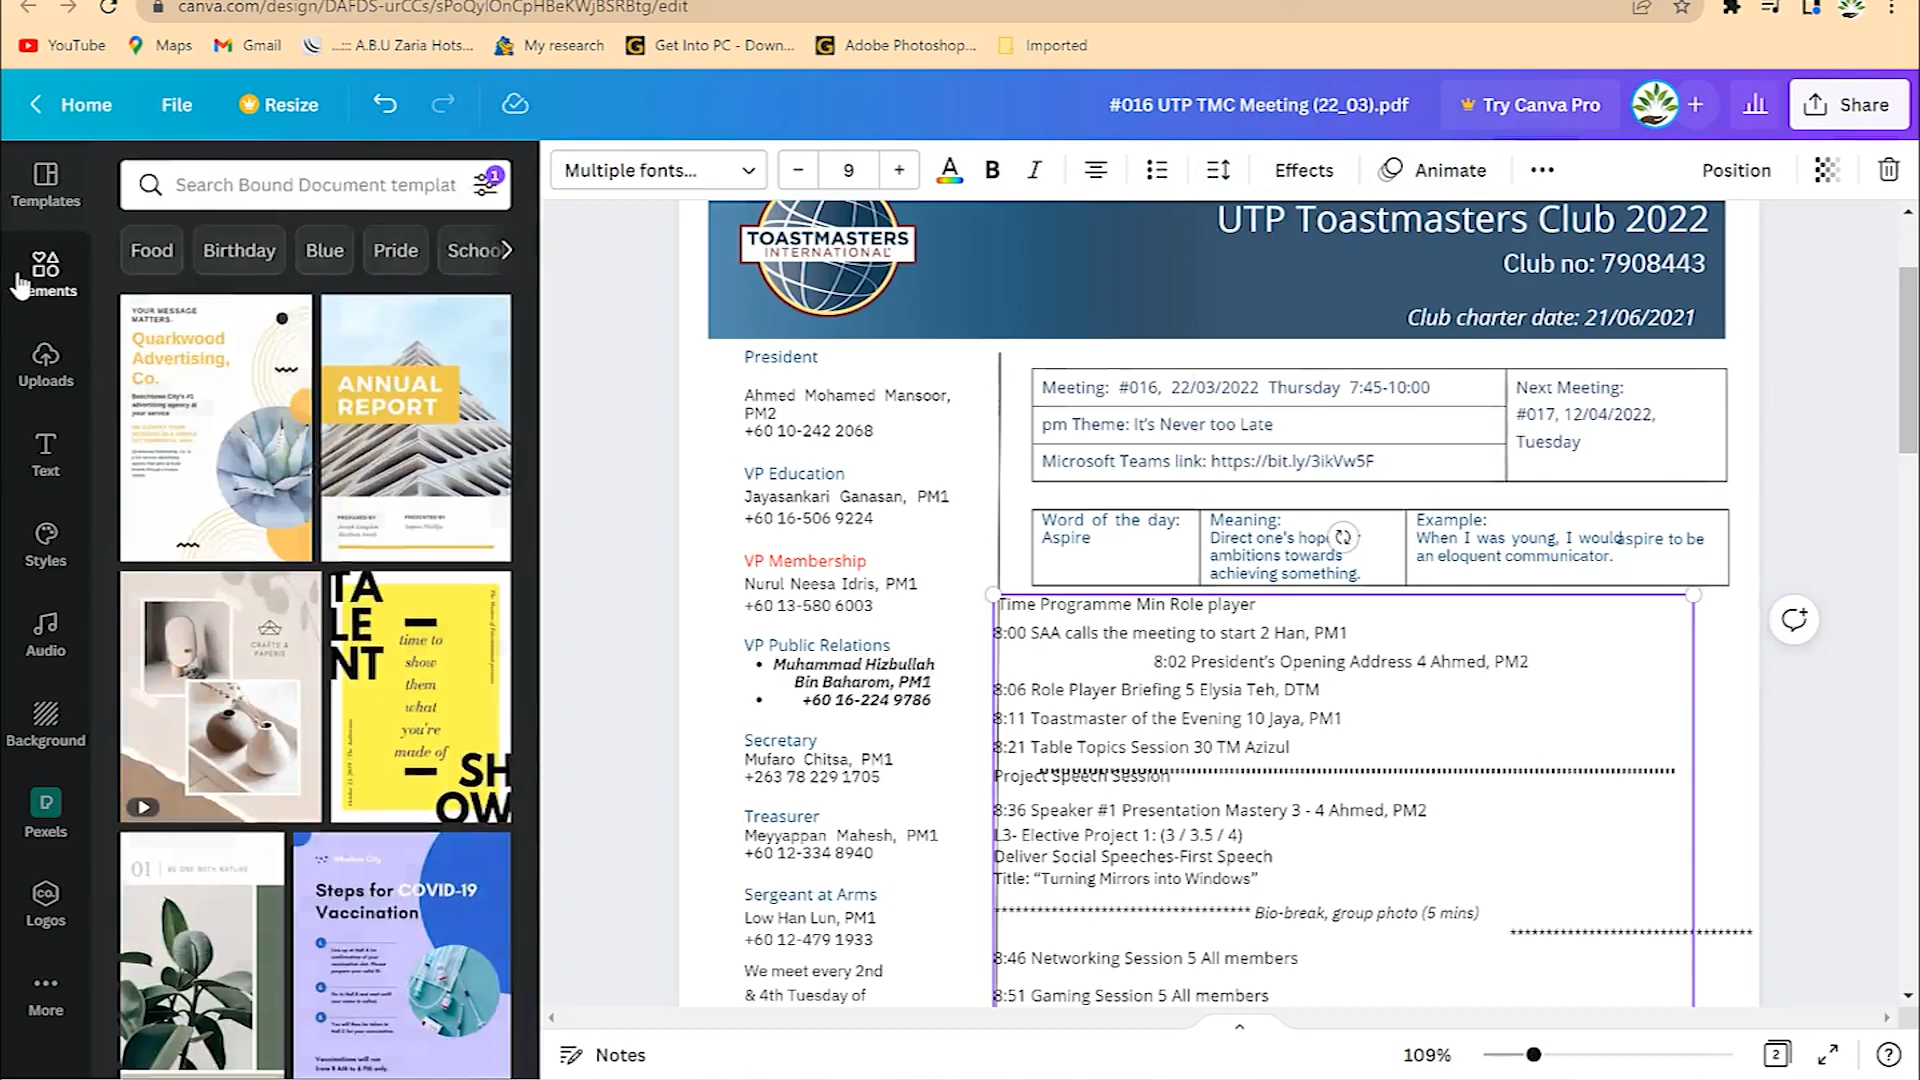 canva.com/design/DAFDS-urCCs/sPoQylOnCpHBeKWjBSRBtg/edit
YouTube
Maps
Gmail
...::: A.B.U Zaria Hots...
My research
Get Into PC - Down...
Adobe Photoshop...
Imported
Home
File
Resize
#016 UTP TMC Meeting (22_03).pdf
Try Canva Pro
Share
Templates
ements
Uploads
Text
Styles
Audio
Background
Pexels
Logos
More
Search Bound Document templat
1
Food
Birthday
Blue
Pride
Schoo
YOUR MESSAGE
MATTERS.
Quarkwood
Advertising,
Co.
ANNUAL
REPORT
PREPARED BY
PRESENTED BY
CRAFTS &
PAPERIE
TA
LE
NT
time to
show
them
what
you're
made of
SH
OW
01
BE ONE WITH NATURE
Steps for COVID-19
Vaccination
Multiple fonts...
9
A
B
I
Effects
Animate
Position
TOASTMASTERS
INTERNATIONAL
UTP Toastmasters Club 2022
Club no: 7908443
Club charter date: 21/06/2021
President
Ahmed Mohamed Mansoor,
PM2
+60 10-242 2068
VP Education
Jayasankari Ganasan, PM1
+60 16-506 9224
VP Membership
Nurul Neesa Idris, PM1
+60 13-580 6003
VP Public Relations
• Muhammad Hizbullah
Bin Baharom, PM1
• +60 16-224 9786
Secretary
Mufaro Chitsa, PM1
+263 78 229 1705
Treasurer
Meyyappan Mahesh, PM1
+60 12-334 8940
Sergeant at Arms
Low Han Lun, PM1
+60 12-479 1933
We meet every 2nd
& 4th Tuesday of
Meeting: #016, 22/03/2022 Thursday 7:45-10:00
pm Theme: It's Never too Late
Microsoft Teams link: https://bit.ly/3ikVw5F
Next Meeting:
#017, 12/04/2022,
Tuesday
Word of the day:
Aspire
Meaning:
Direct one's hop
ambitions towards
achieving something.
Example:
When I was young, I would aspire to be
an eloquent communicator.
Time Programme Min Role player
8:00 SAA calls the meeting to start 2 Han, PM1
8:02 President's Opening Address 4 Ahmed, PM2
8:06 Role Player Briefing 5 Elysia Teh, DTM
8:11 Toastmaster of the Evening 10 Jaya, PM1
8:21 Table Topics Session 30 TM Azizul
Project Speech Session
8:36 Speaker #1 Presentation Mastery 3 - 4 Ahmed, PM2
L3- Elective Project 1: (3 / 3.5 / 4)
Deliver Social Speeches-First Speech
Title: “Turning Mirrors into Windows”
********************************** Bio-break, group photo (5 mins)
********************************
8:46 Networking Session 5 All members
8:51 Gaming Session 5 All members
Notes
109%
2